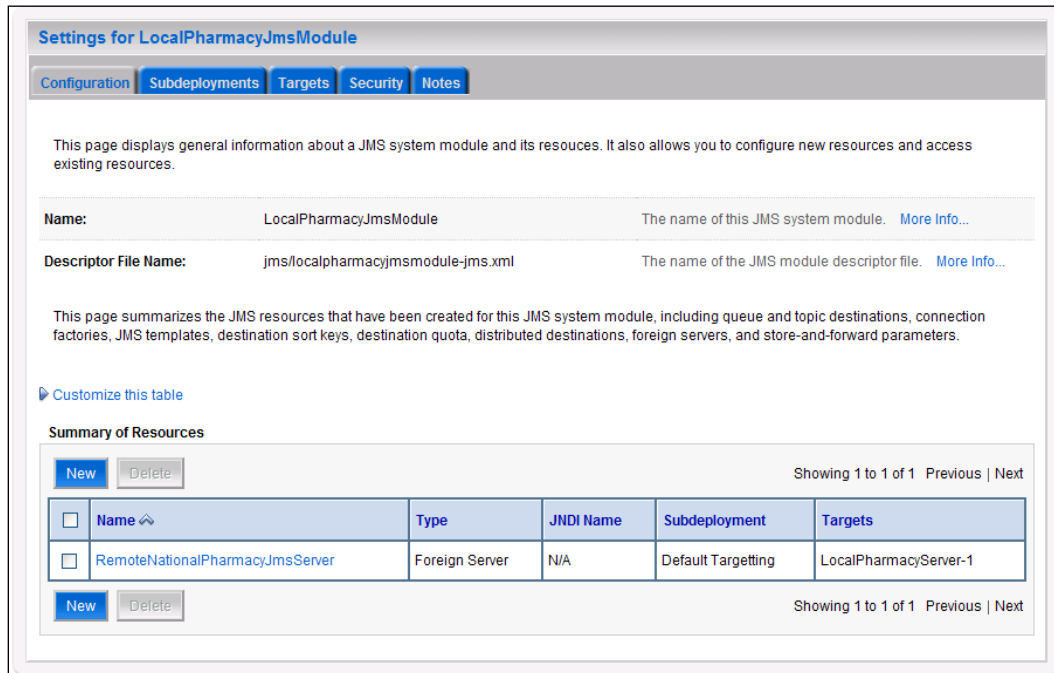 Settings for LocalPharmacyJmsModule
Configuration Subdeployments Targets Security Notes
This page displays general information about a JMS system module and its resouces. It also allows you to configure new resources and access
existing resources.
Name: LocalPharmacyJmsModule The name of this JMS system module. More Info...
Descriptor File Name: jms/localpharmacyjmsmodule-jms.xml The name of the JMS module descriptor file. More Info...
This page summarizes the JMS resources that have been created for this JMS system module, including queue and topic destinations, connection
factories, JMS templates, destination sort keys, destination quota, distributed destinations, foreign servers, and store-and-forward parameters.
Customize this table
Summary of Resources
New Delete Showing 1 to 1 of 1 Previous | Next
Name Type JNDI Name Subdeployment Targets
RemoteNationalPharmacyJmsServer Foreign Server N/A Default Targetting LocalPharmacyServer-1
New Delete Showing 1 to 1 of 1 Previous | Next